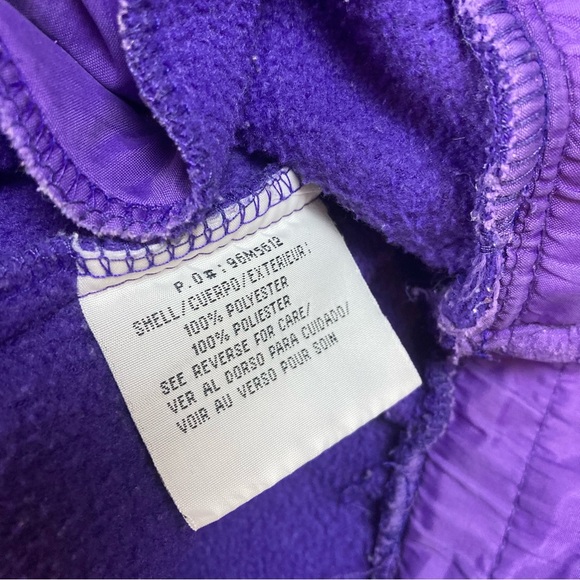 P.O#: 96M5612
SHELL/CUERPO/EXTERIEUR:
100% POLYESTER
100% POLIESTER
SEE REVERSE FOR CARE/
VER AL DORSO PARA CUIDADO/
VOIR AU VERSO POUR SOIN